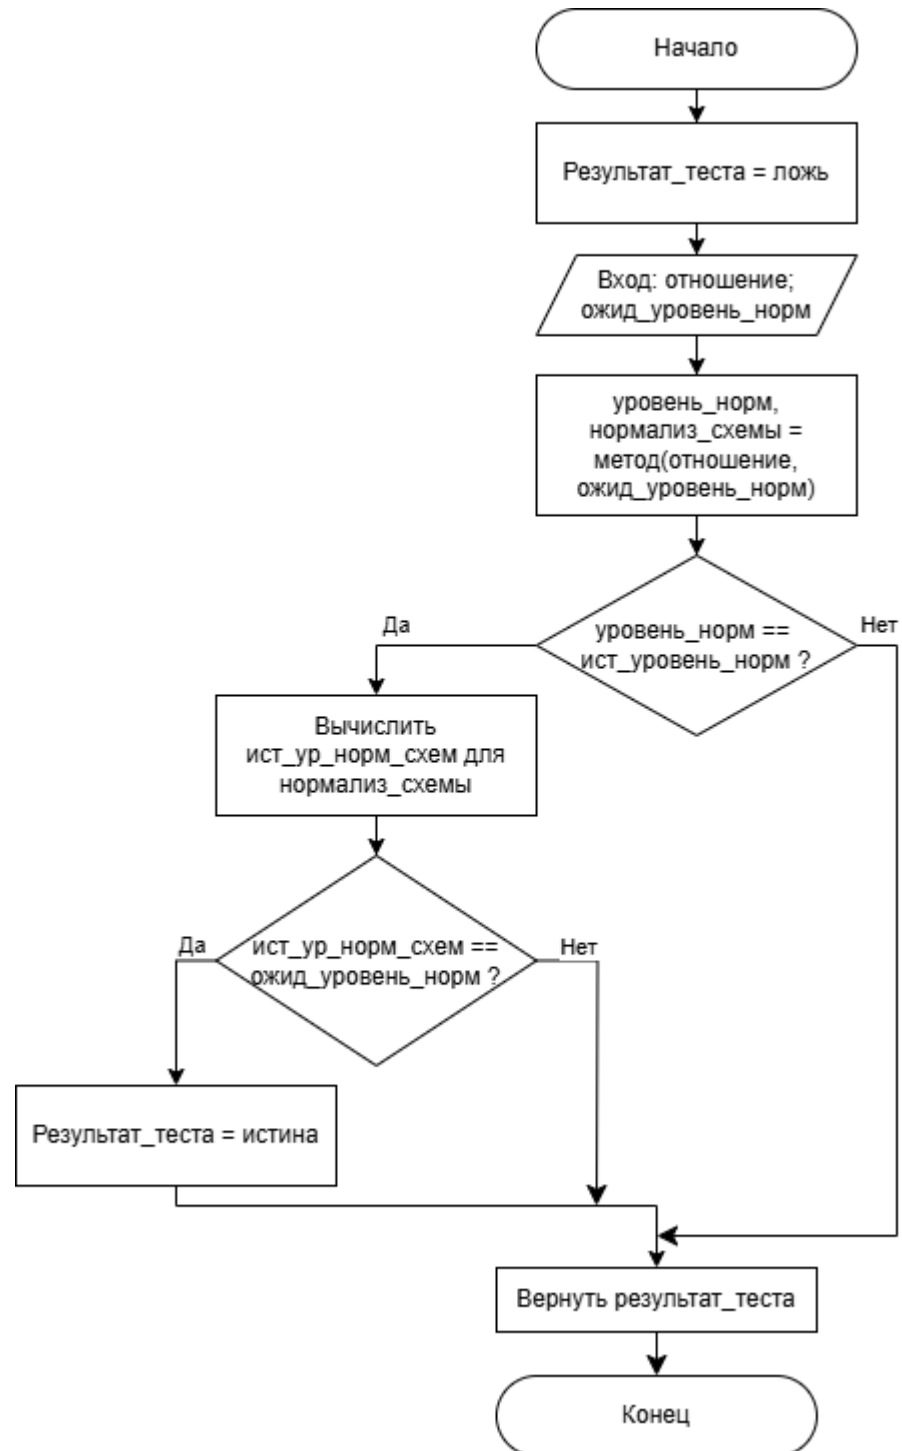 Начало
Результат_теста = ложь
Вход: отношение;
ожид_уровень_норм
уровень_норм,
нормализ_схемы =
метод(отношение,
ожид_уровень_норм)
Да
уровень_норм ==
ист_уровень_норм ?
Нет
Вычислить
ист_ур_норм_схем для
нормализ_схемы
Да
ист_ур_норм_схем ==
ожид_уровень_норм ?
Нет
Результат_теста = истина
Вернуть результат_теста
Конец